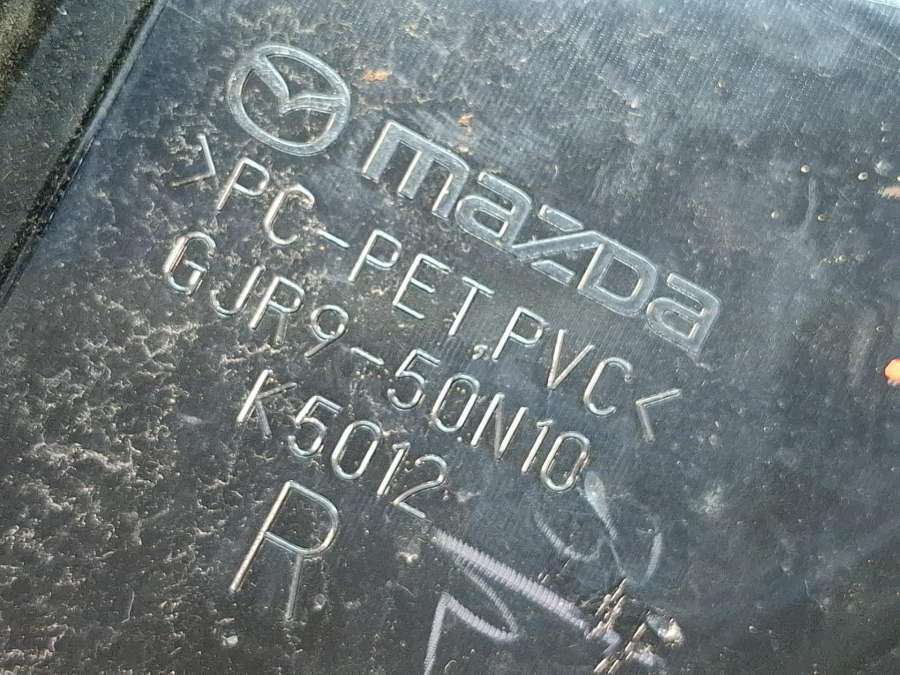 mazda
>PC-PET,PVC<
GJR9-50N10
K5012
R